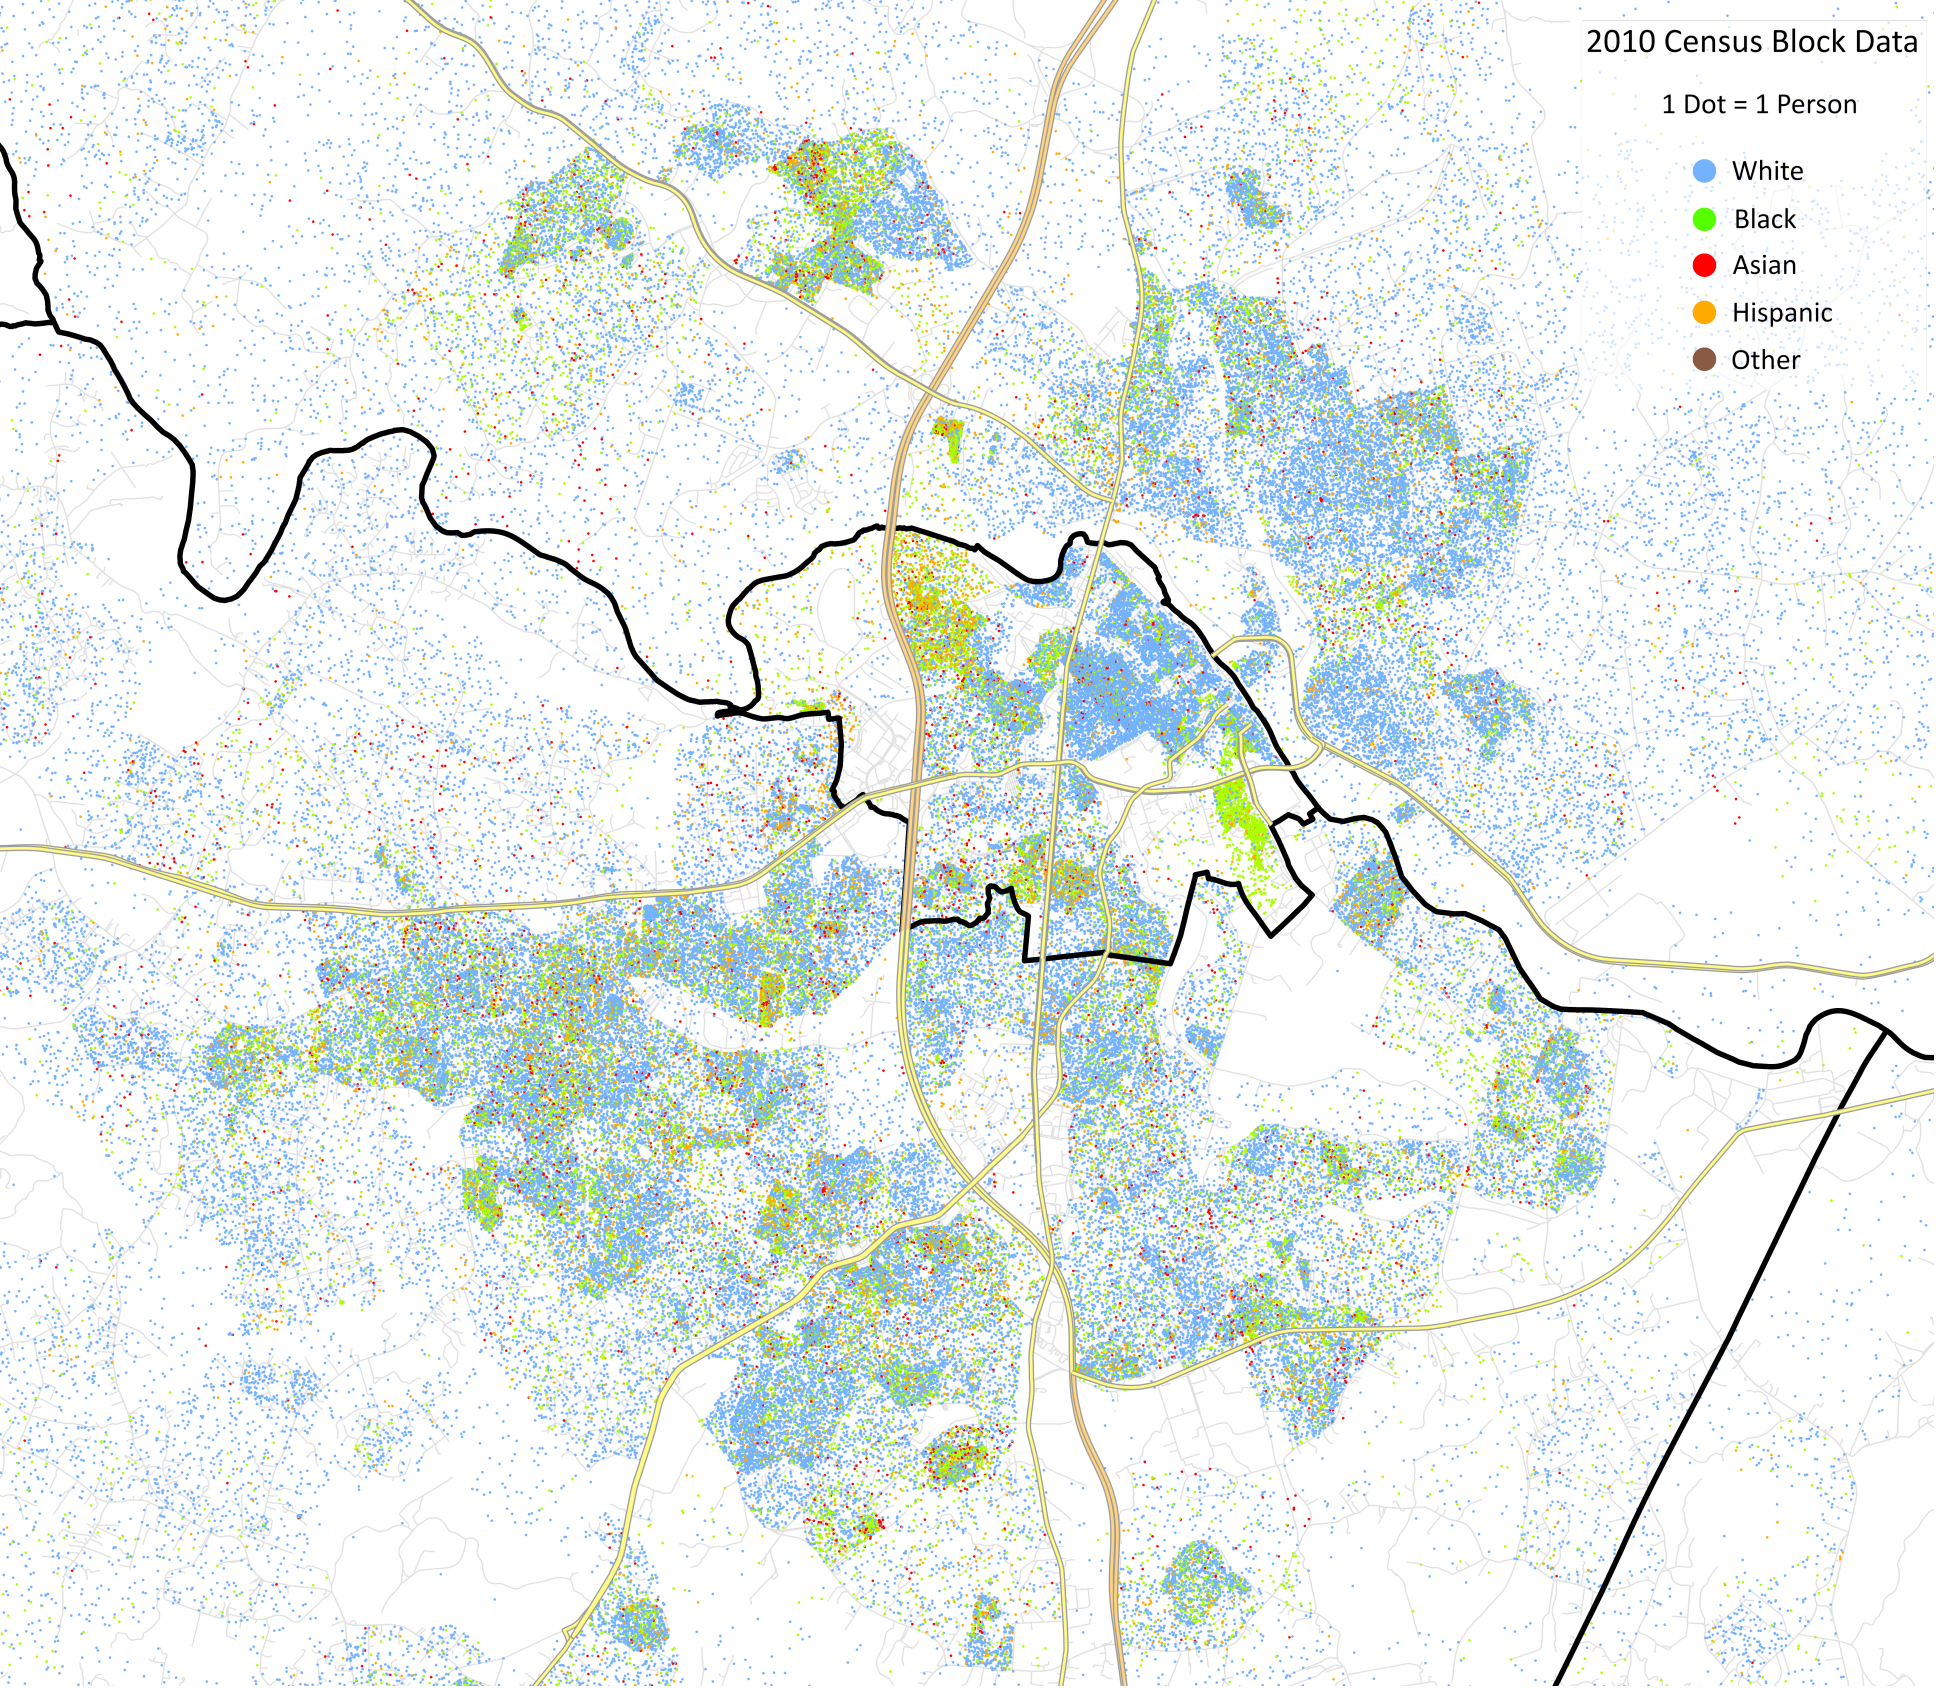 2010 Census Block Data
1 Dot = 1 Person
White
Black
Asian
Hispanic
Other